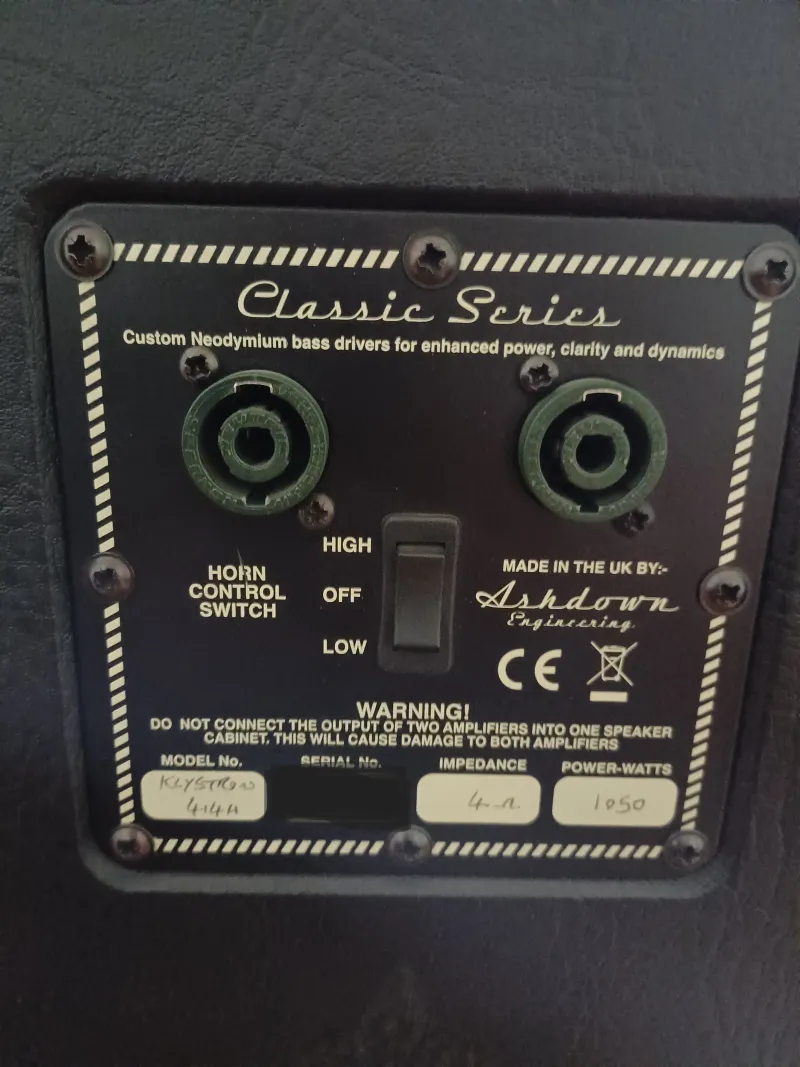 Classic Series
Custom Neodymium bass drivers for enhanced power, clarity and dynamics
HIGH
HORN
CONTROL
SWITCH
OFF
LOW
MADE IN THE UK BY:-
Ashdown
Engineering
CE
WARNING!
DO NOT CONNECT THE OUTPUT OF TWO AMPLIFIERS INTO ONE SPEAKER
CABINET, THIS WILL CAUSE DAMAGE TO BOTH AMPLIFIERS
MODEL No.
KLYSTRON
414H
SERIAL No.
IMPEDANCE
4 Ω
POWER-WATTS
1050